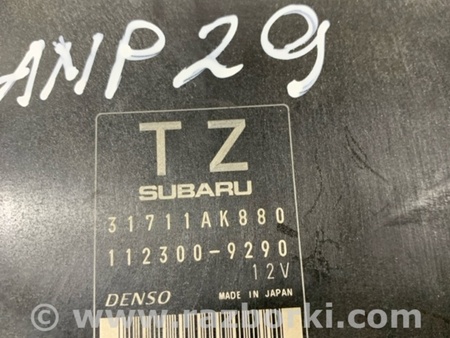 AMP29
TZ
SUBARU
31711AK880
112300-9290
12V
DENSO MADE IN JAPAN
www.razborki.com